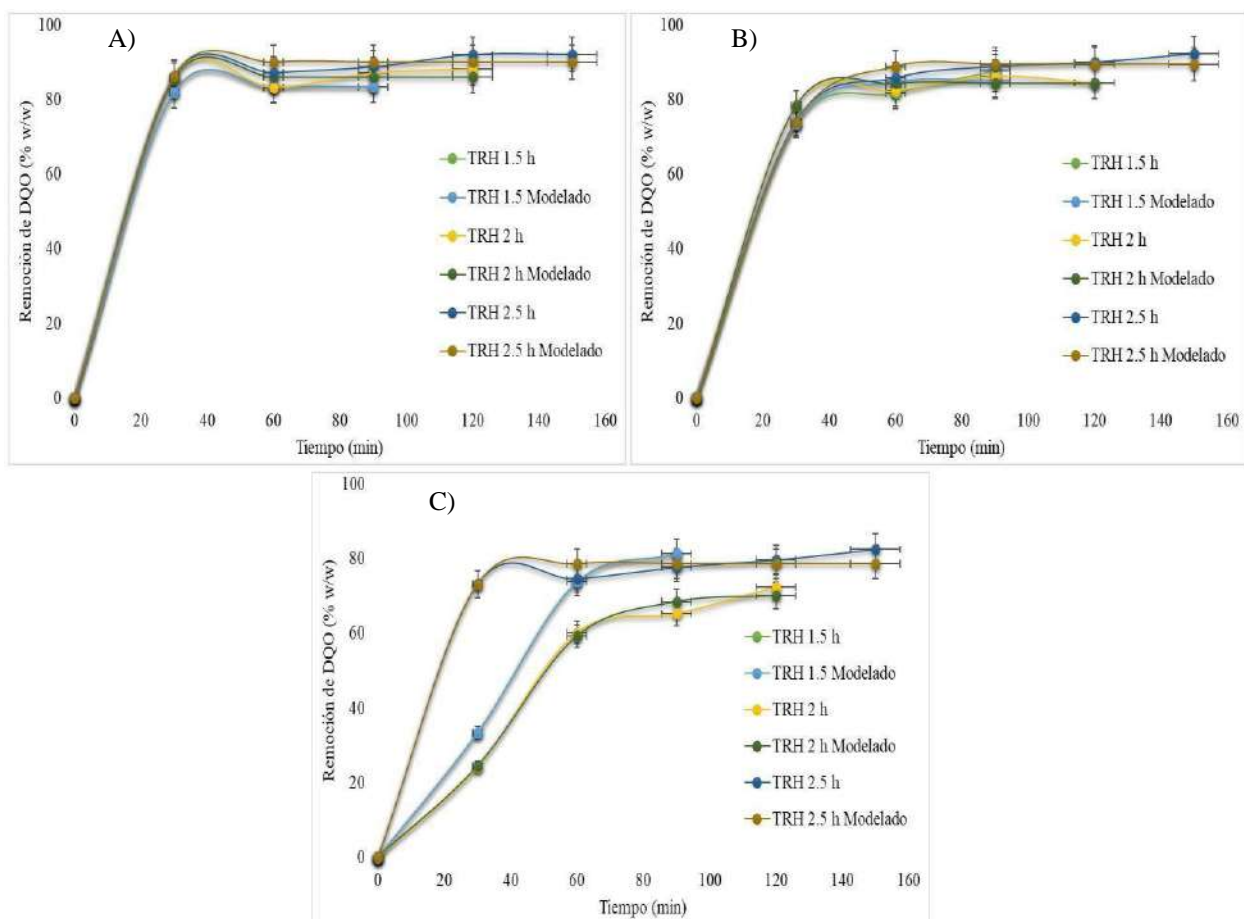 A)
Remoción de DQO (% w/w)
100
80
60
40
20
0
0 20 40 60 80 100 120 140 160
Tiempo (min)
TRH 1.5 h
TRH 1.5 Modelado
TRH 2 h
TRH 2 h Modelado
TRH 2.5 h
TRH 2.5 h Modelado
B)
Remoción de DQO (% w/w)
100
80
60
40
20
0
0 20 40 60 80 100 120 140 160
Tiempo (min)
TRH 1.5 h
TRH 1.5 Modelado
TRH 2 h
TRH 2 h Modelado
TRH 2.5 h
TRH 2.5 h Modelado
C)
Remoción de DQO (% w/w)
100
80
60
40
20
0
0 20 40 60 80 100 120 140 160
Tiempo (min)
TRH 1.5 h
TRH 1.5 Modelado
TRH 2 h
TRH 2 h Modelado
TRH 2.5 h
TRH 2.5 h Modelado